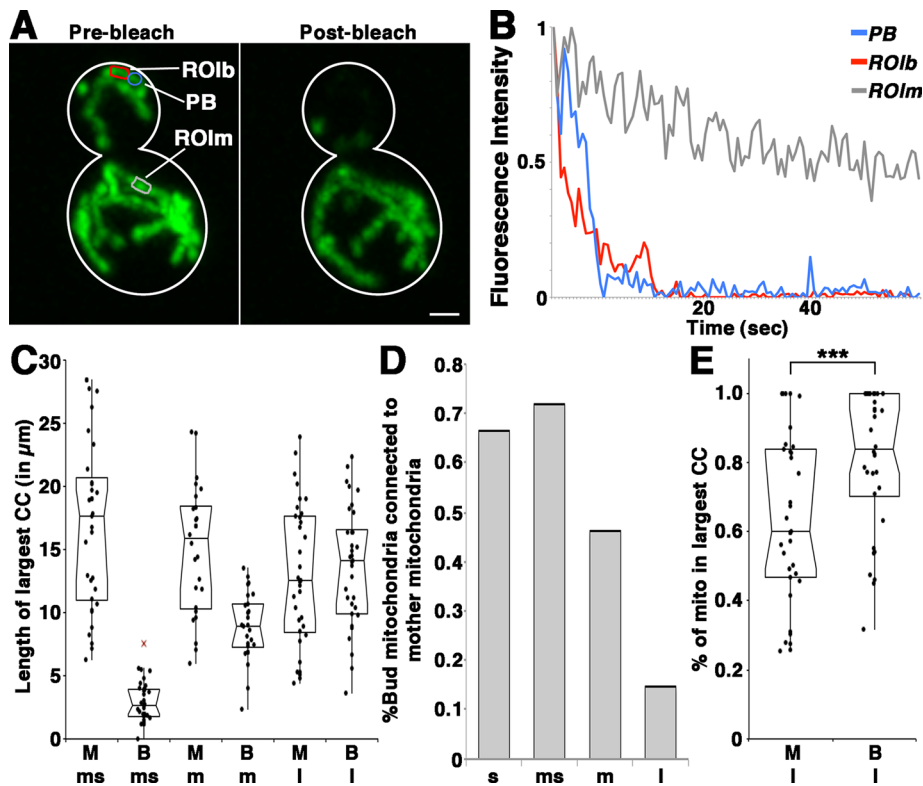 A
Pre-bleach
Post-bleach
ROIb
PB
ROIm
B
Fluorescence Intensity
1
0.5
0
20
40
Time (sec)
PB
ROIb
ROIm
C
Length of largest CC (in µm)
30
25
20
15
10
5
0
x
M B M B M B
ms ms m m l l
D
%Bud mitochondria connected to
mother mitochondria
0.8
0.7
0.6
0.5
0.4
0.3
0.2
0.1
0
s ms m l
E
***
% of mito in largest CC
1.0
0.8
0.6
0.4
0.2
0
M B
l l